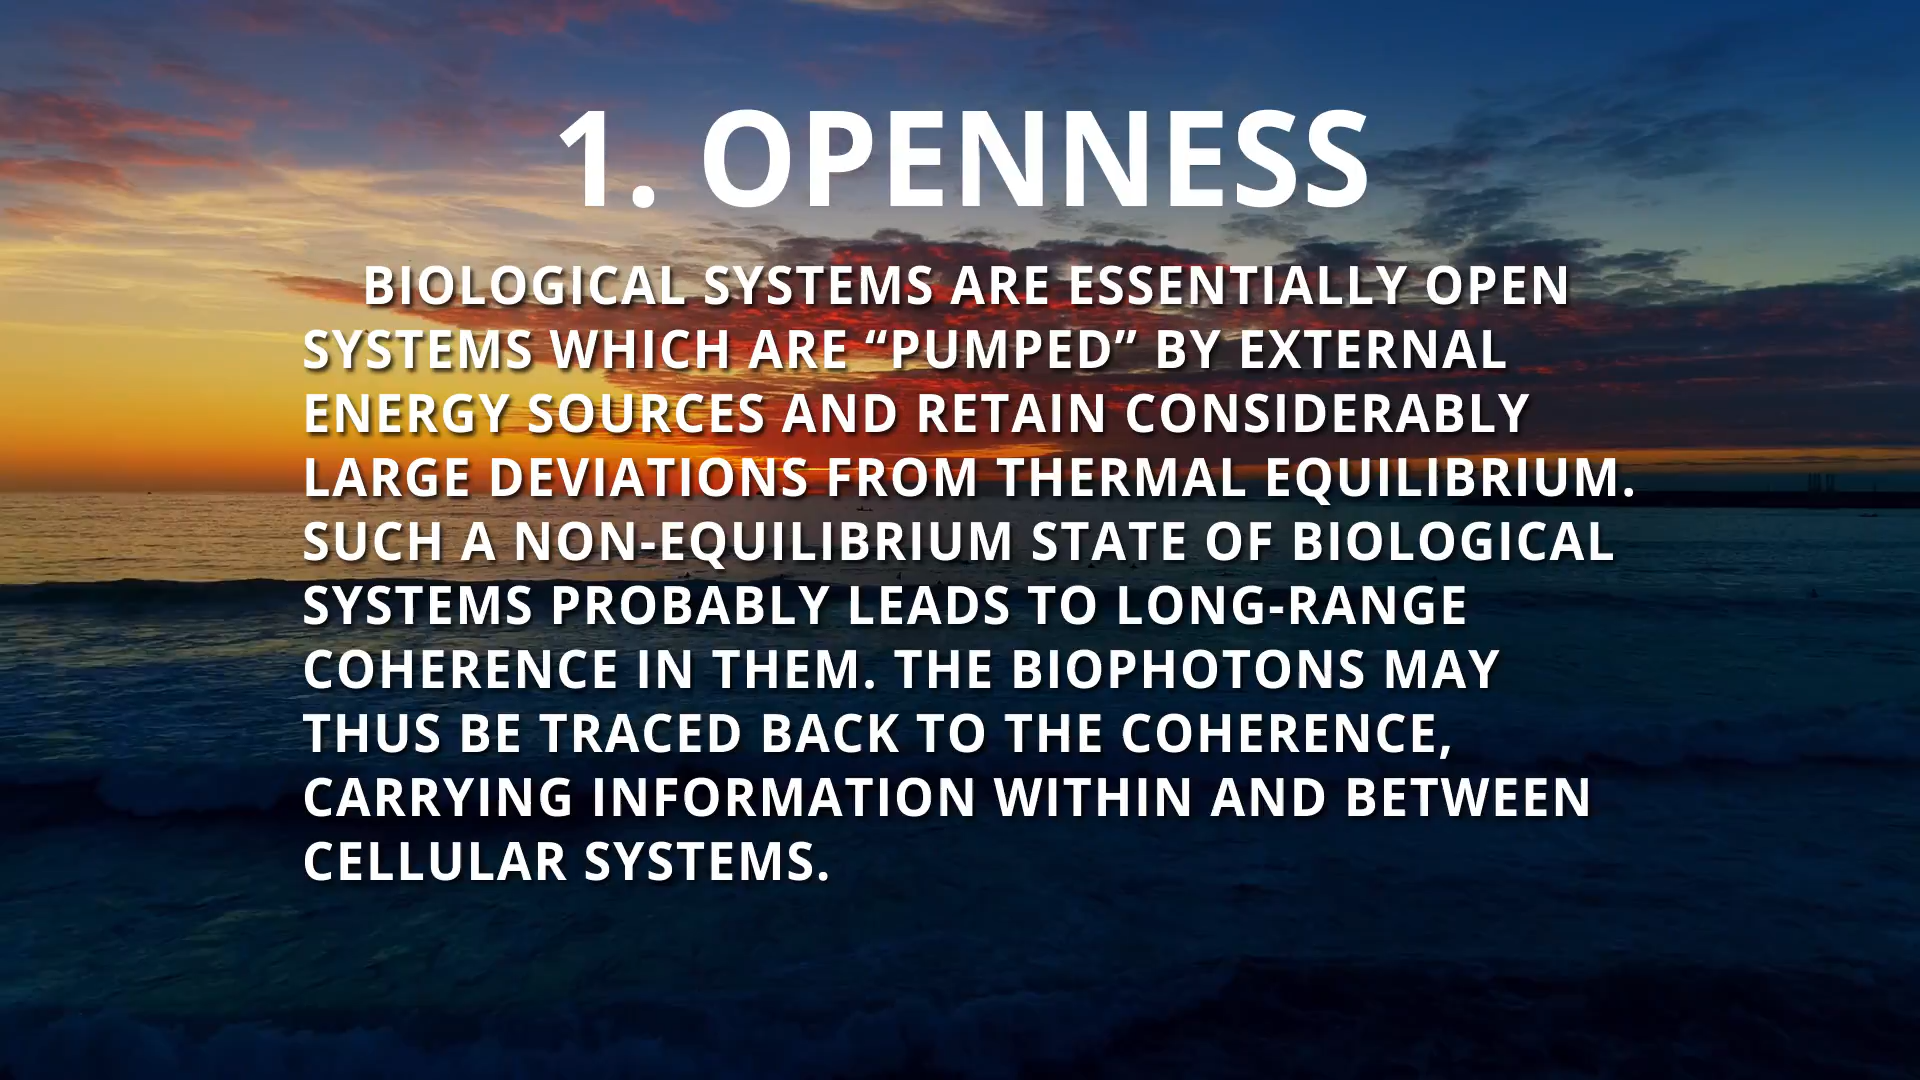 1. OPENNESS
BIOLOGICAL SYSTEMS ARE ESSENTIALLY OPEN
SYSTEMS WHICH ARE “PUMPED” BY EXTERNAL
ENERGY SOURCES AND RETAIN CONSIDERABLY
LARGE DEVIATIONS FROM THERMAL EQUILIBRIUM.
SUCH A NON-EQUILIBRIUM STATE OF BIOLOGICAL
SYSTEMS PROBABLY LEADS TO LONG-RANGE
COHERENCE IN THEM. THE BIOPHOTONS MAY
THUS BE TRACED BACK TO THE COHERENCE,
CARRYING INFORMATION WITHIN AND BETWEEN
CELLULAR SYSTEMS.